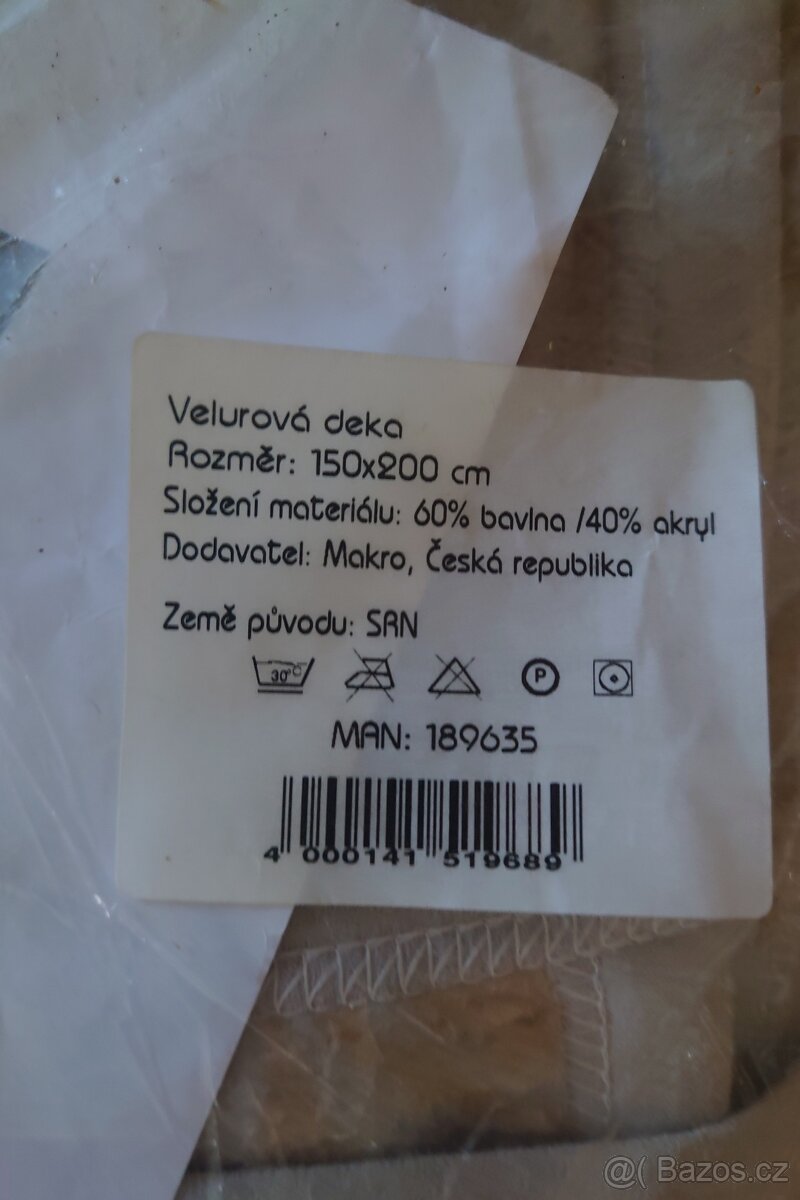 Velurová deka
Rozměr: 150x200 cm
Složení materiálu: 60% bavlna /40% akryl
Dodavatel: Makro, Česká republika
Země původu: SRN
30°C P
MAN: 189635
4 000141 519689
@( Bazos.cz